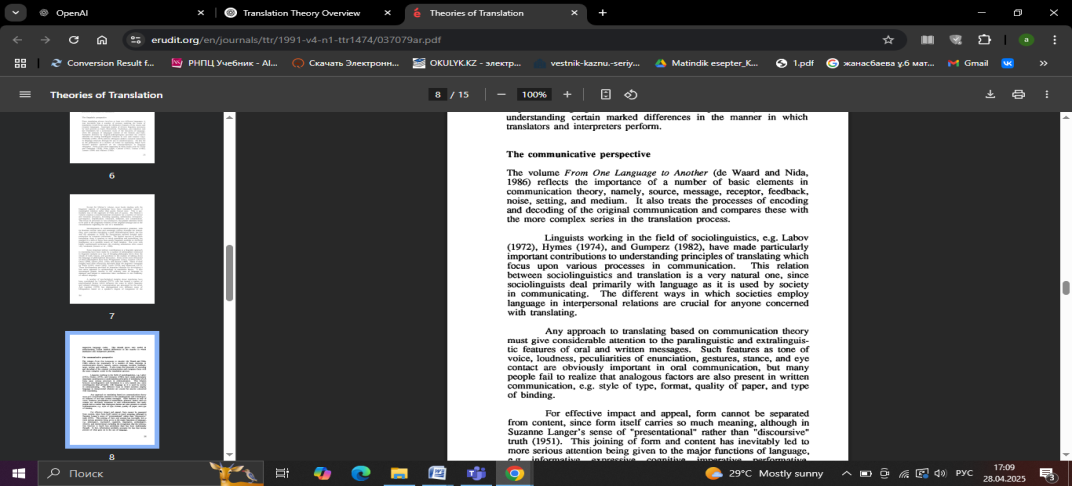 OpenAI
Translation Theory Overview
Theories of Translation
erudit.org/en/journals/ttr/1991-v4-n1-ttr1474/037079ar.pdf
a
Conversion Result f...
РНПЦ Учебник - Al...
Скачать Электронн...
OKULYK.KZ - электр...
vestnik-kaznu.-seriy...
Matindik esepter_K...
1.pdf
жанасбаева ұ.6 мат...
Gmail
Theories of Translation
8 / 15
100%
6
7
8
understanding certain marked differences in the manner in which
translators and interpreters perform.
The communicative perspective
The volume From One Language to Another (de Waard and Nida,
1986) reflects the importance of a number of basic elements in
communication theory, namely, source, message, receptor, feedback,
noise, setting, and medium. It also treats the processes of encoding
and decoding of the original communication and compares these with
the more complex series in the translation process.
Linguists working in the field of sociolinguistics, e.g. Labov
(1972), Hymes (1974), and Gumperz (1982), have made particularly
important contributions to understanding principles of translating which
focus upon various processes in communication. This relation
between sociolinguistics and translation is a very natural one, since
sociolinguists deal primarily with language as it is used by society
in communicating. The different ways in which societies employ
language in interpersonal relations are crucial for anyone concerned
with translating.
Any approach to translating based on communication theory
must give considerable attention to the paralinguistic and extralinguis-
tic features of oral and written messages. Such features as tone of
voice, loudness, peculiarities of enunciation, gestures, stance, and eye
contact are obviously important in oral communication, but many
people fail to realize that analogous factors are also present in written
communication, e.g. style of type, format, quality of paper, and type
of binding.
For effective impact and appeal, form cannot be separated
from content, since form itself carries so much meaning, although in
Suzanne Langer's sense of "presentational" rather than "discoursive"
truth (1951). This joining of form and content has inevitably led to
more serious attention being given to the major functions of language,
e.g. informative, expressive, cognitive, imperative, performative,
Поиск
29°C Mostly sunny
РУС
17:09
28.04.2025
3